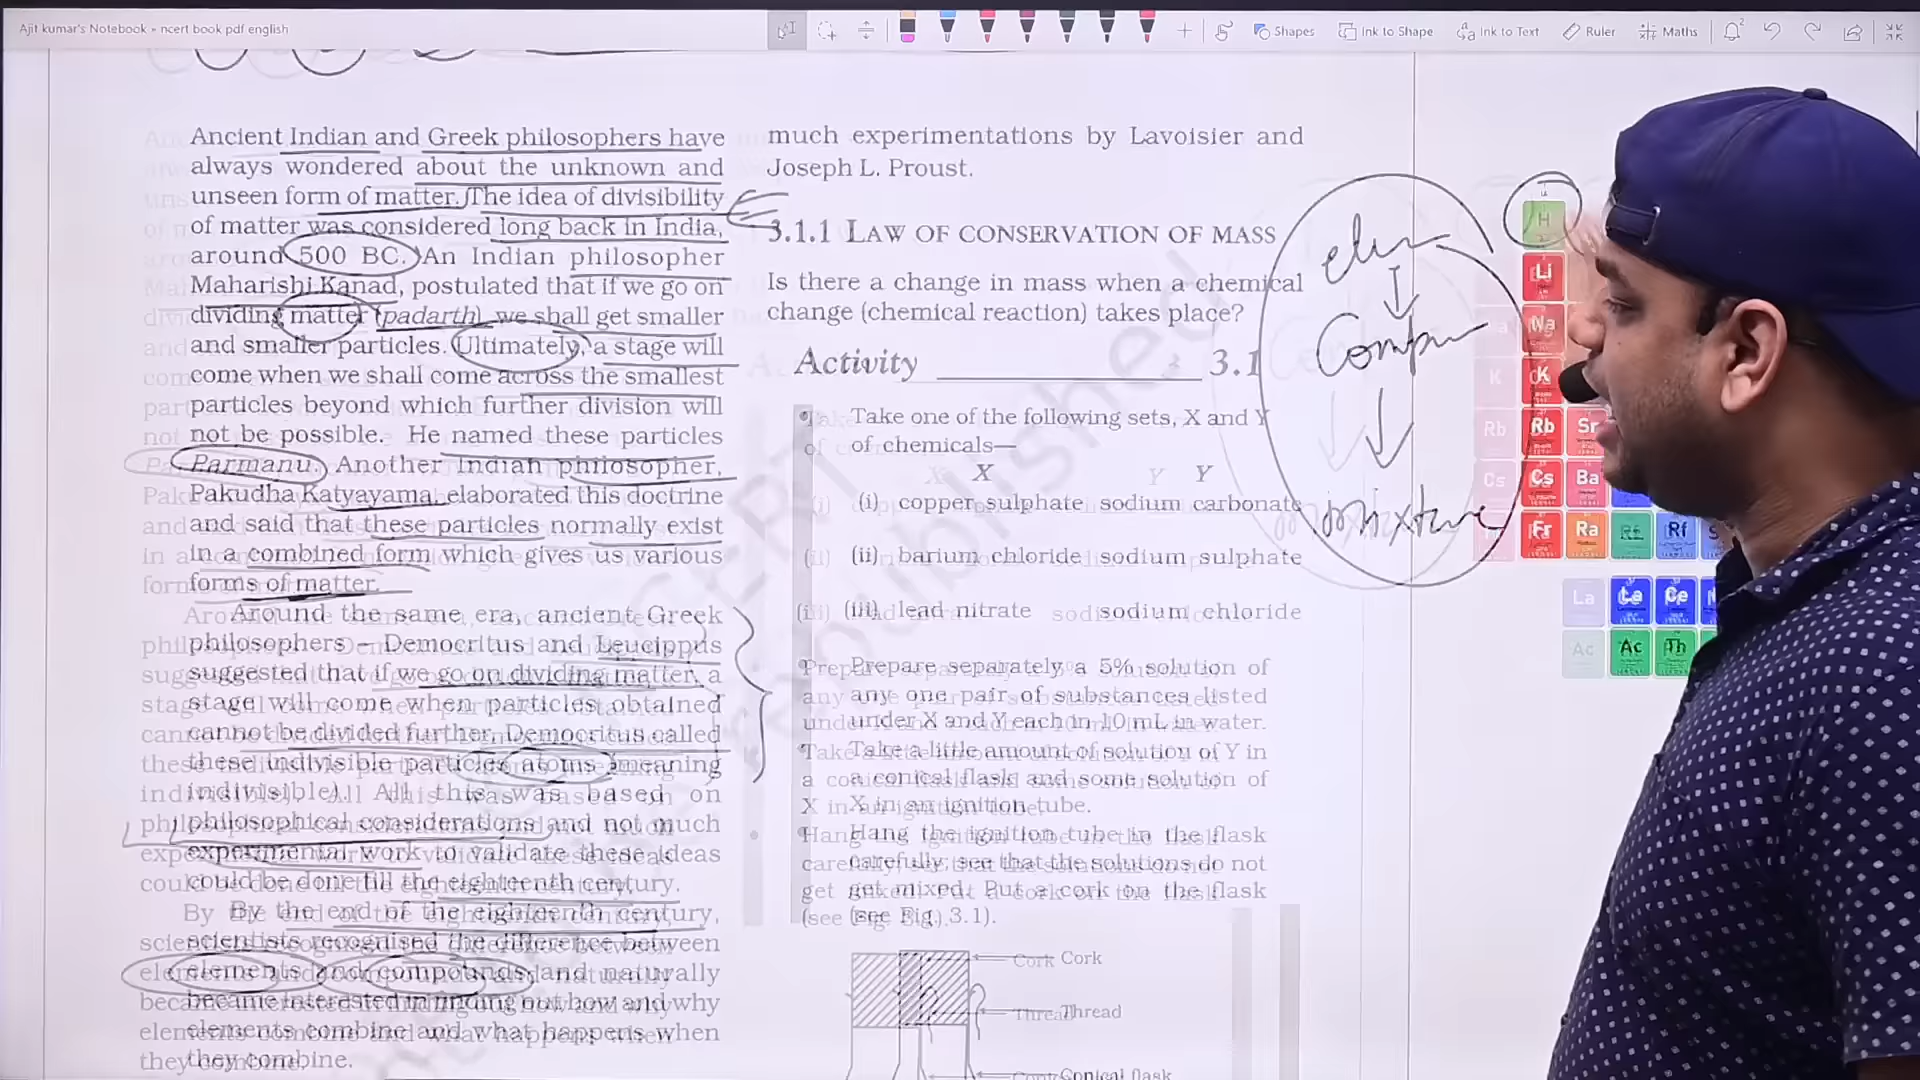 Ajit kumar's Notebook » ncert book pdf english
Shapes
Ink to Shape
Ink to Text
Ruler
Maths
Ancient Indian and Greek philosophers have
always wondered about the unknown and
unseen form of matter. The idea of divisibility
of matter was considered long back in India,
around 500 BC. An Indian philosopher
Maharishi Kanad, postulated that if we go on
dividing matter (padarth), we shall get smaller
and smaller particles. Ultimately, a stage will
come when we shall come across the smallest
particles beyond which further division will
not be possible. He named these particles
Parmanu. Another Indian philosopher,
Pakudha Katyayama, elaborated this doctrine
and said that these particles normally exist
in a combined form which gives us various
forms of matter.
Around the same era, ancient Greek
philosophers – Democritus and Leucippus
suggested that if we go on dividing matter, a
stage will come when particles obtained
cannot be divided further. Democritus called
these indivisible particles atoms (meaning
indivisible). All this was based on
philosophical considerations and not much
experimental work to validate these ideas
could be done till the eighteenth century.
By the end of the eighteenth century,
scientists recognised the difference between
elements and compounds and naturally
became interested in finding out how and why
elements combine and what happens when
they combine.
much experimentations by Lavoisier and
Joseph L. Proust.
3.1.1 LAW OF CONSERVATION OF MASS
Is there a change in mass when a chemical
change (chemical reaction) takes place?
Activity 3.1
• Take one of the following sets, X and Y
of chemicals—
X Y
(i) copper sulphate sodium carbonate
(ii) barium chloride sodium sulphate
(iii) lead nitrate sodium chloride
• Prepare separately a 5% solution of
any one pair of substances listed
under X and Y each in 10 mL in water.
• Take a little amount of solution of Y in
a conical flask and some solution of
X in an ignition tube.
• Hang the ignition tube in the flask
carefully; see that the solutions do not
get mixed. Put a cork on the flask
(see Fig. 3.1).
Cork
Thread
Conical flask
mixture
H
Li
Na
K
Rb Sr
Cs Ba
Fr Ra Rf
La Ce
Ac Th